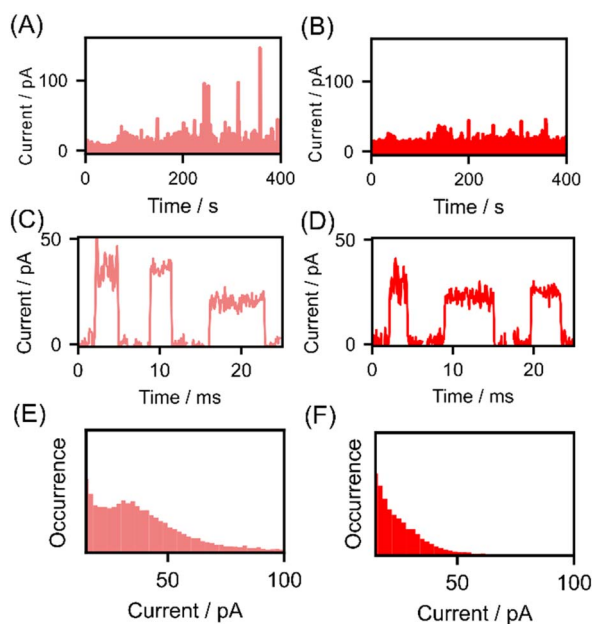 (A)
Current / pA
100
0
0
200
400
Time / s
(B)
Current / pA
100
0
0
200
400
Time / s
(C)
Current / pA
50
0
0
10
20
Time / ms
(D)
Current / pA
50
0
0
10
20
Time / ms
(E)
Occurrence
50
100
Current / pA
(F)
Occurrence
50
100
Current / pA